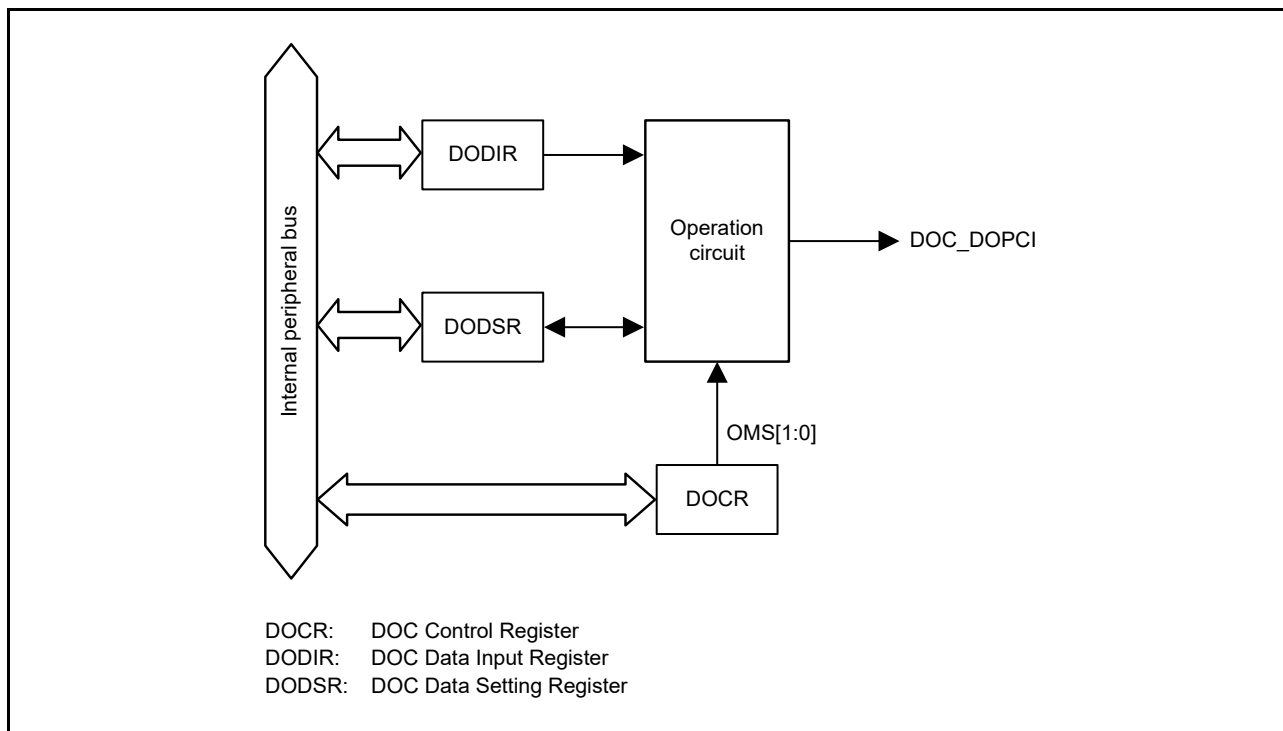 Internal peripheral bus
DODIR
Operation
circuit
DOC_DOPCI
DODSR
OMS[1:0]
DOCR
DOCR: DOC Control Register
DODIR: DOC Data Input Register
DODSR: DOC Data Setting Register